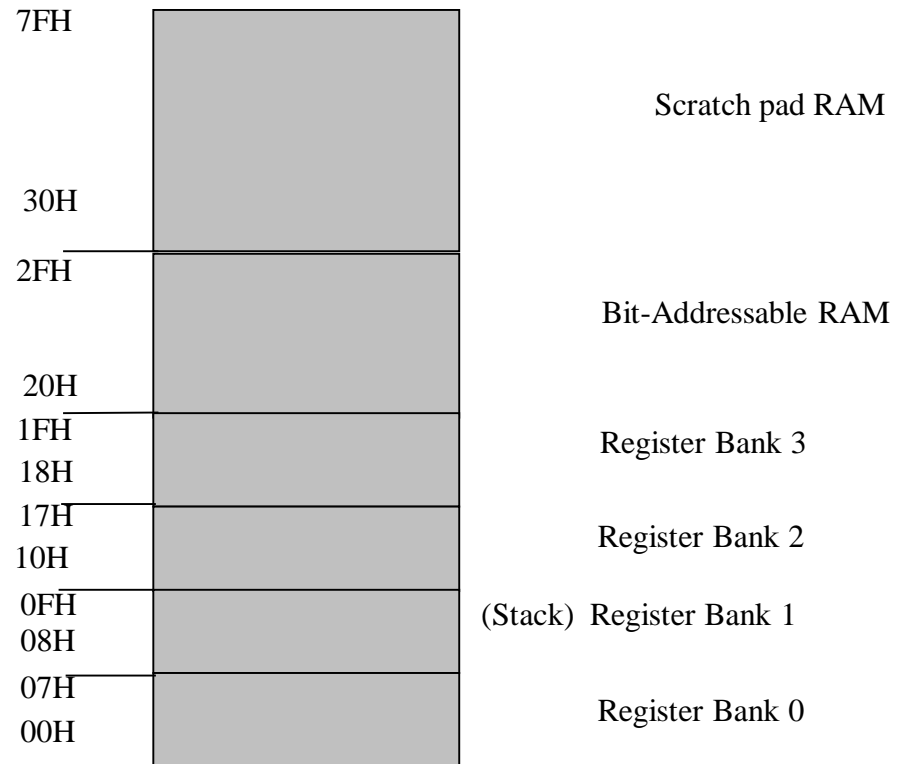 7FH
Scratch pad RAM
30H
2FH
Bit-Addressable RAM
20H
1FH
Register Bank 3
18H
17H
Register Bank 2
10H
0FH
(Stack) Register Bank 1
08H
07H
Register Bank 0
00H